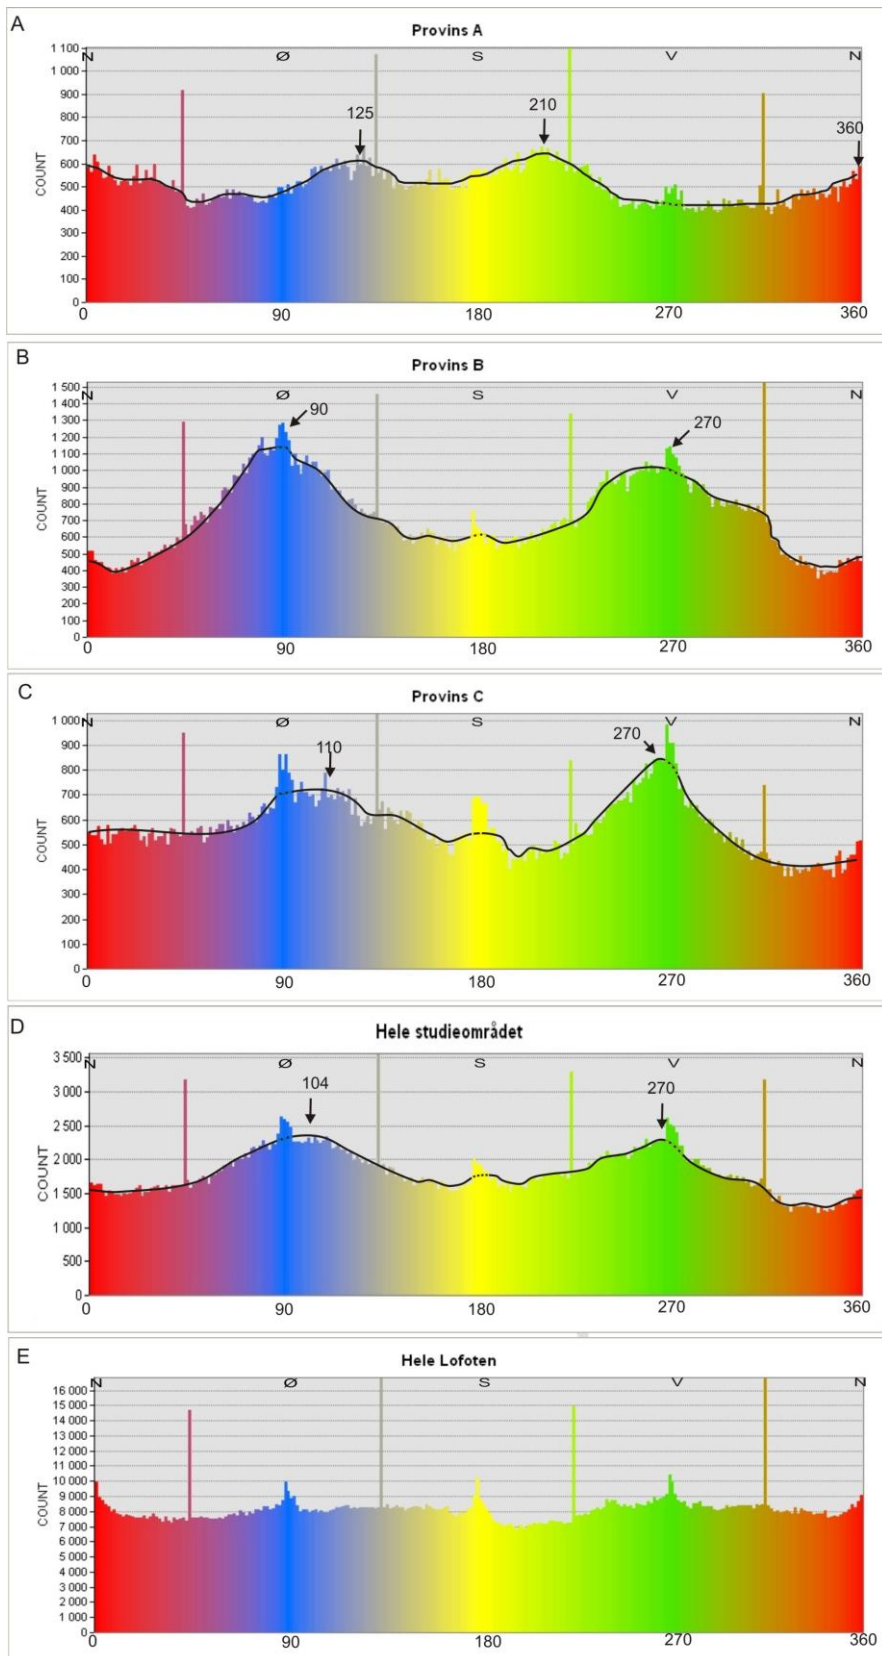 A
Provins A
N Ø S V N
COUNT
1 100
1 000
900
800
700
600
500
400
300
200
100
0
125
210
360
0 90 180 270 360
B
Provins B
N Ø S V N
COUNT
1 500
1 400
1 300
1 200
1 100
1 000
900
800
700
600
500
400
300
200
100
0
90
270
0 90 180 270 360
C
Provins C
N Ø S V N
COUNT
1 000
900
800
700
600
500
400
300
200
100
0
110
270
0 90 180 270 360
D
Hele studieområdet
N Ø S V N
COUNT
3 500
3 000
2 500
2 000
1 500
1 000
500
0
104
270
0 90 180 270 360
E
Hele Lofoten
N Ø S V N
COUNT
16 000
15 000
14 000
13 000
12 000
11 000
10 000
9 000
8 000
7 000
6 000
5 000
4 000
3 000
2 000
1 000
0
0 90 180 270 360